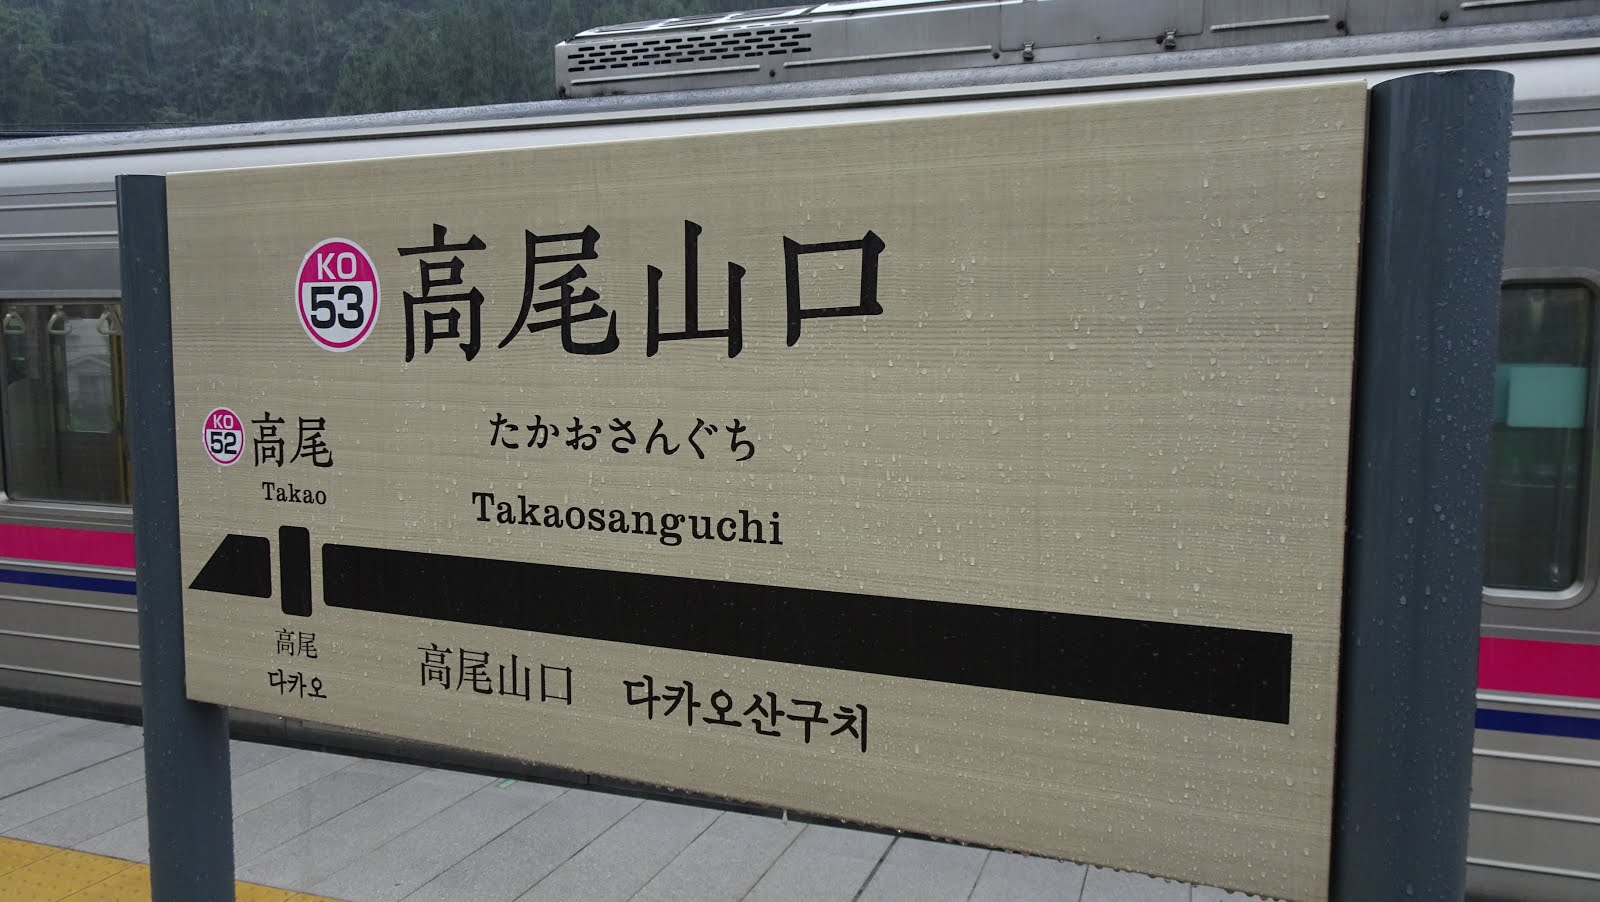 KO
53
高尾山口
KO
52
高尾
Takao
たかおさんぐち
Takaosanguchi
高尾
다카오
高尾山口
다카오산구치